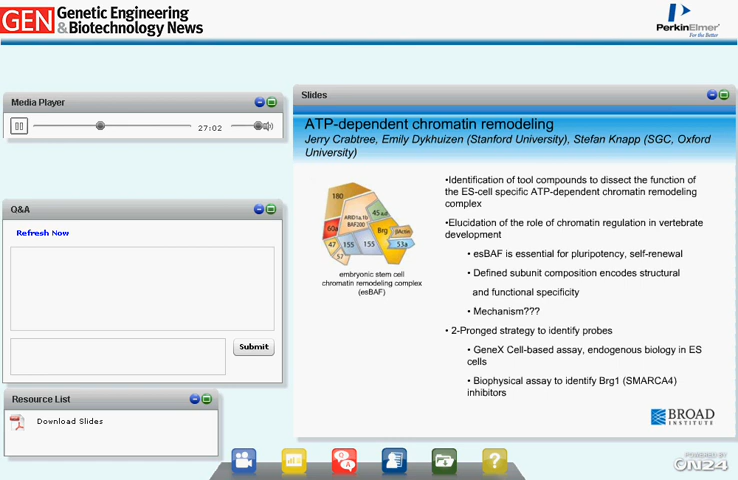 GEN Genetic Engineering
& Biotechnology News
PerkinElmer
For the Better
Media Player
27:02
Q&A
Refresh Now
Submit
Resource List
Download Slides
Slides
ATP-dependent chromatin remodeling
Jerry Crabtree, Emily Dykhuizen (Stanford University), Stefan Knapp (SGC, Oxford
University)
180
ARID1a,1b
BAF200
45
60a
Brg
βActin
47
155
155
53a
57
embryonic stem cell
chromatin remodeling complex
(esBAF)
•Identification of tool compounds to dissect the function of
the ES-cell specific ATP-dependent chromatin remodeling
complex
•Elucidation of the role of chromatin regulation in vertebrate
development
• esBAF is essential for pluripotency, self-renewal
• Defined subunit composition encodes structural
and functional specificity
• Mechanism???
• 2-Pronged strategy to identify probes
• GeneX Cell-based assay, endogenous biology in ES
cells
• Biophysical assay to identify Brg1 (SMARCA4)
inhibitors
BROAD
INSTITUTE
Q
A
?
POWERED BY
ON24